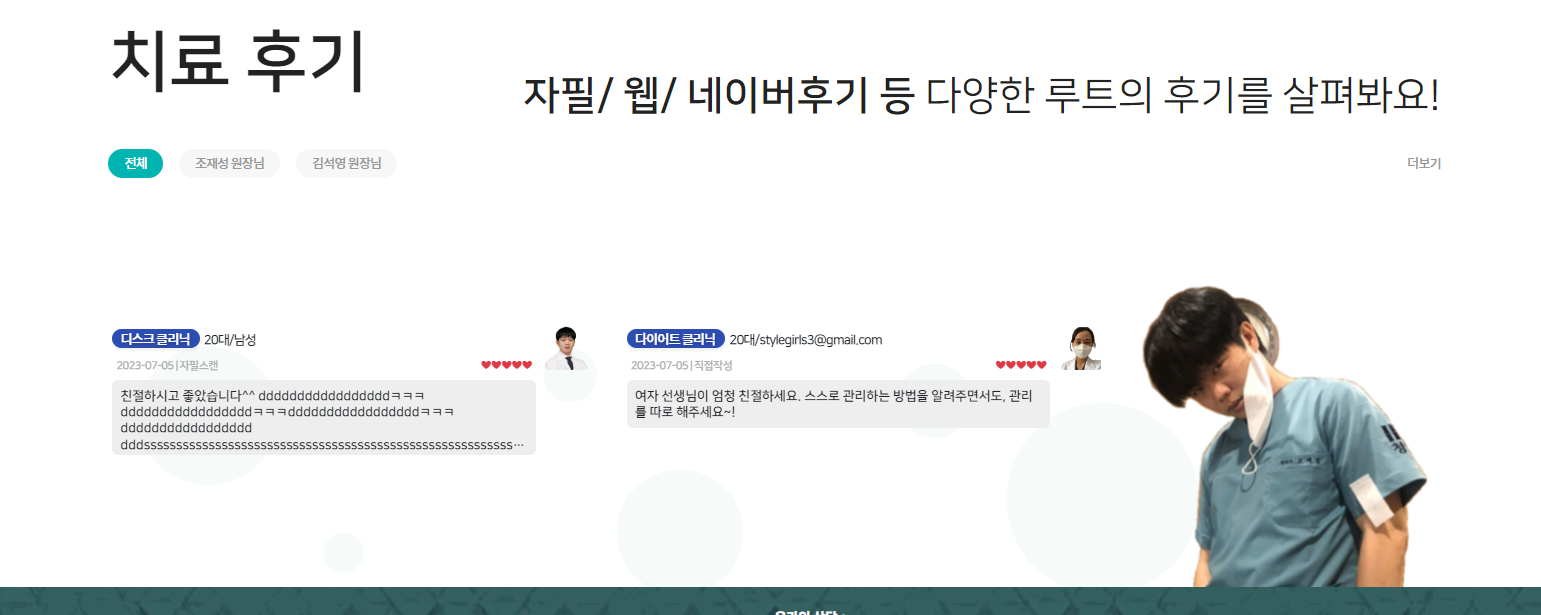 치료 후기
자필/ 웹/ 네이버후기 등 다양한 루트의 후기를 살펴봐요!
전체 조재성 원장님 김석영 원장님 더보기
디스크 클리닉 20대/남성
2023-07-05 | 자필스캔 ♥♥♥♥♥
친절하시고 좋았습니다^^ ddddddddddddddddddㅋㅋㅋ
ddddddddddddddddddㅋㅋㅋddddddddddddddddddㅋㅋㅋ
dddddddddddddddddd
다이어트 클리닉 20대/stylegirls3@gmail.com
2023-07-05 | 직접작성 ♥♥♥♥♥
여자 선생님이 엄청 친절하세요. 스스로 관리하는 방법을 알려주면서도, 관리
를 따로 해주세요~!